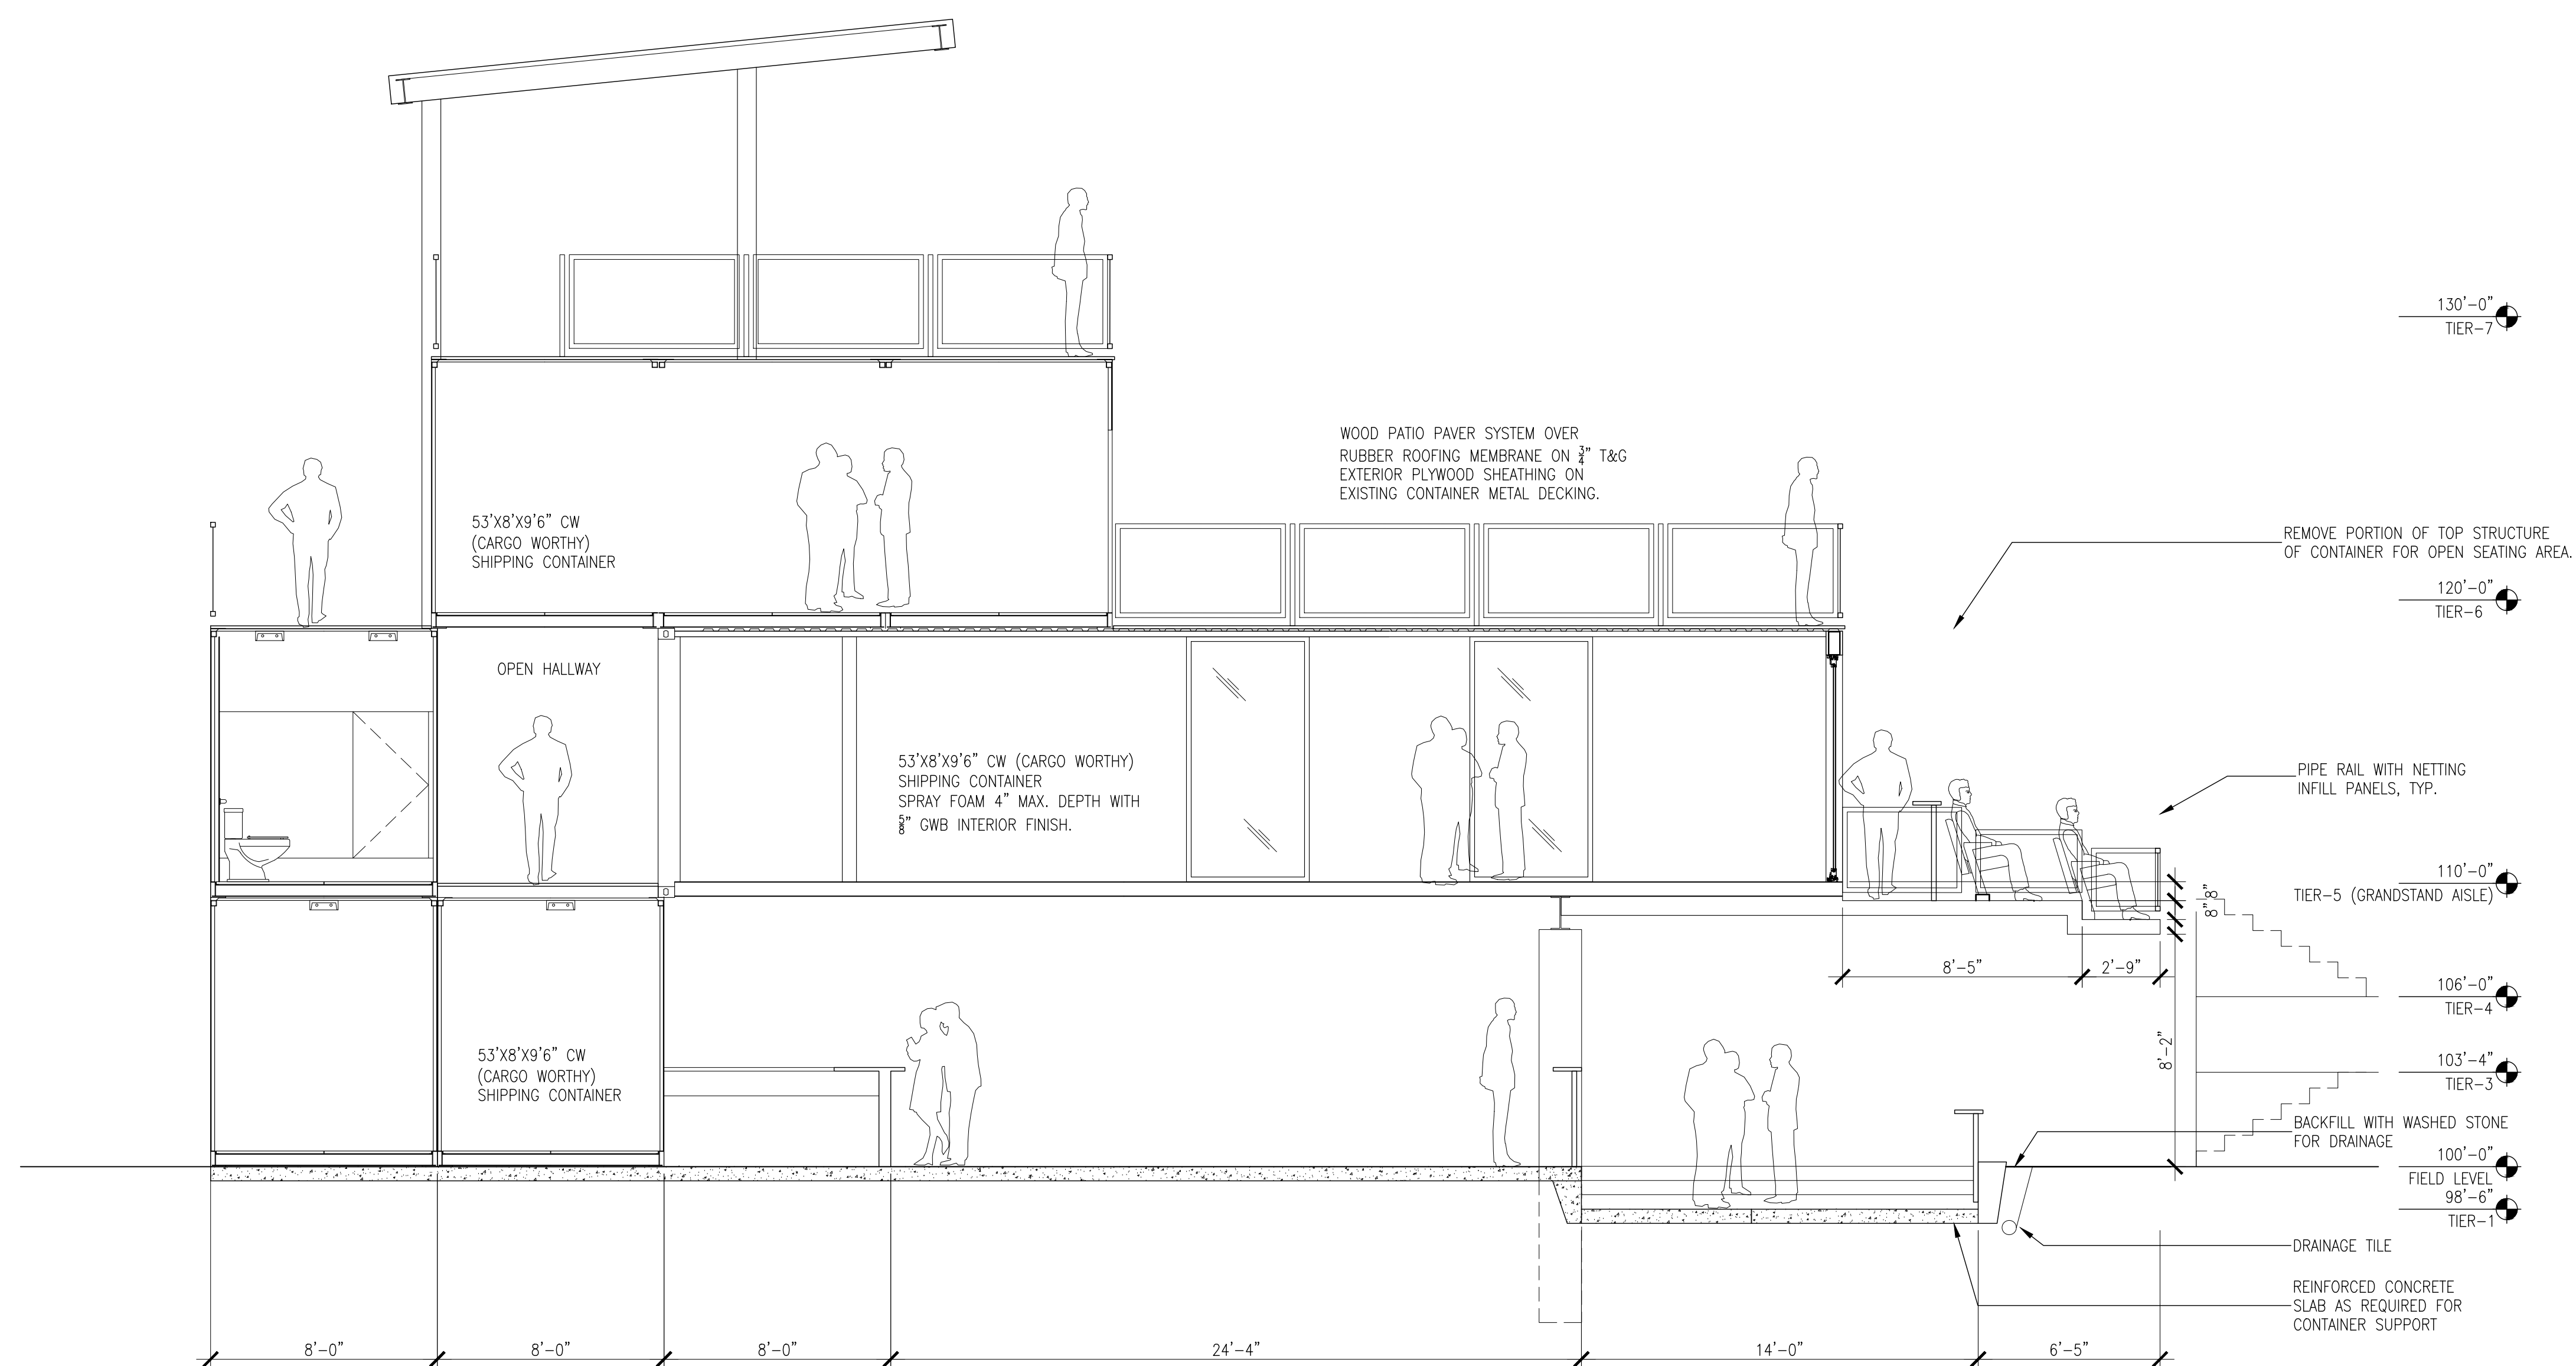 130'-0"
TIER-7
WOOD PATIO PAVER SYSTEM OVER
RUBBER ROOFING MEMBRANE ON 3/4" T&G
EXTERIOR PLYWOOD SHEATHING ON
EXISTING CONTAINER METAL DECKING.
53'X8'X9'6" CW
(CARGO WORTHY)
SHIPPING CONTAINER
REMOVE PORTION OF TOP STRUCTURE
OF CONTAINER FOR OPEN SEATING AREA.
120'-0"
TIER-6
OPEN HALLWAY
53'X8'X9'6" CW (CARGO WORTHY)
SHIPPING CONTAINER
SPRAY FOAM 4" MAX. DEPTH WITH
5/8" GWB INTERIOR FINISH.
PIPE RAIL WITH NETTING
INFILL PANELS, TYP.
110'-0"
TIER-5 (GRANDSTAND AISLE)
8"
8"
8'-5"
2'-9"
106'-0"
TIER-4
8'-2"
53'X8'X9'6" CW
(CARGO WORTHY)
SHIPPING CONTAINER
103'-4"
TIER-3
BACKFILL WITH WASHED STONE
FOR DRAINAGE
100'-0"
FIELD LEVEL
98'-6"
TIER-1
DRAINAGE TILE
REINFORCED CONCRETE
SLAB AS REQUIRED FOR
CONTAINER SUPPORT
8'-0"
8'-0"
8'-0"
24'-4"
14'-0"
6'-5"